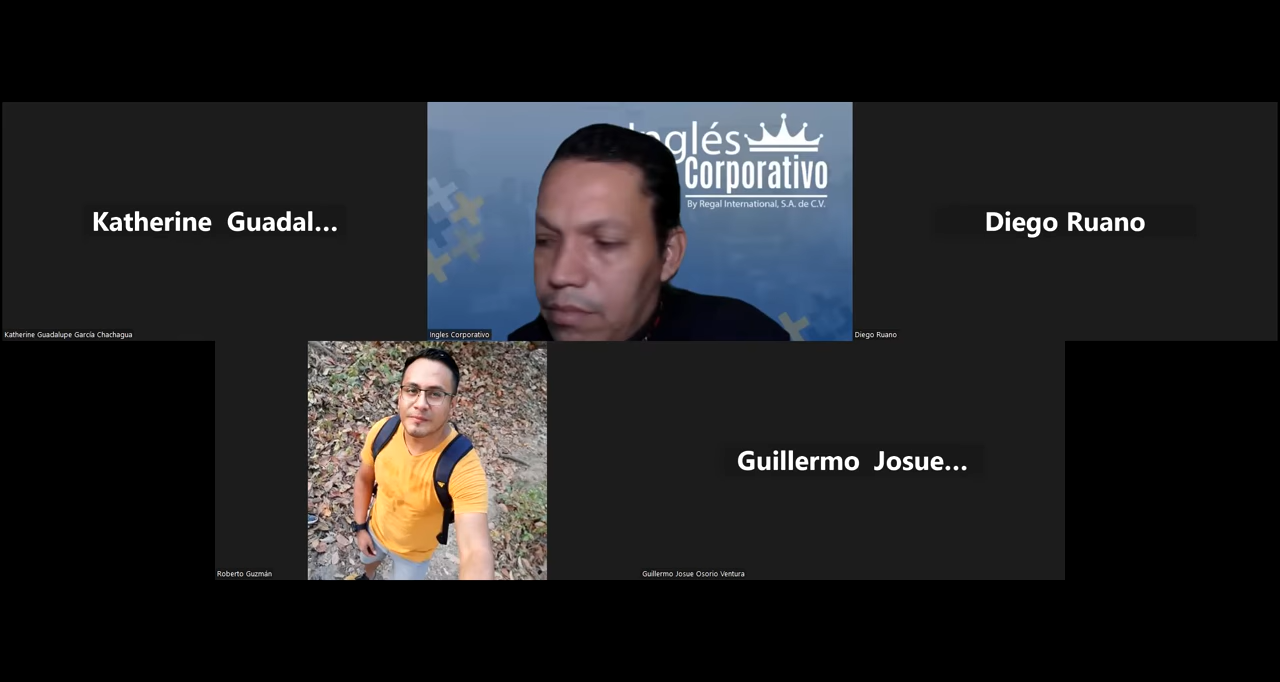 Katherine  Guadal...
Katherine Guadalupe García Chachagua
Inglés
Corporativo
By Regal International, S.A. de C.V.
Ingles Corporativo
Diego Ruano
Diego Ruano
Roberto Guzmán
Guillermo  Josue...
Guillermo Josue Osorio Ventura